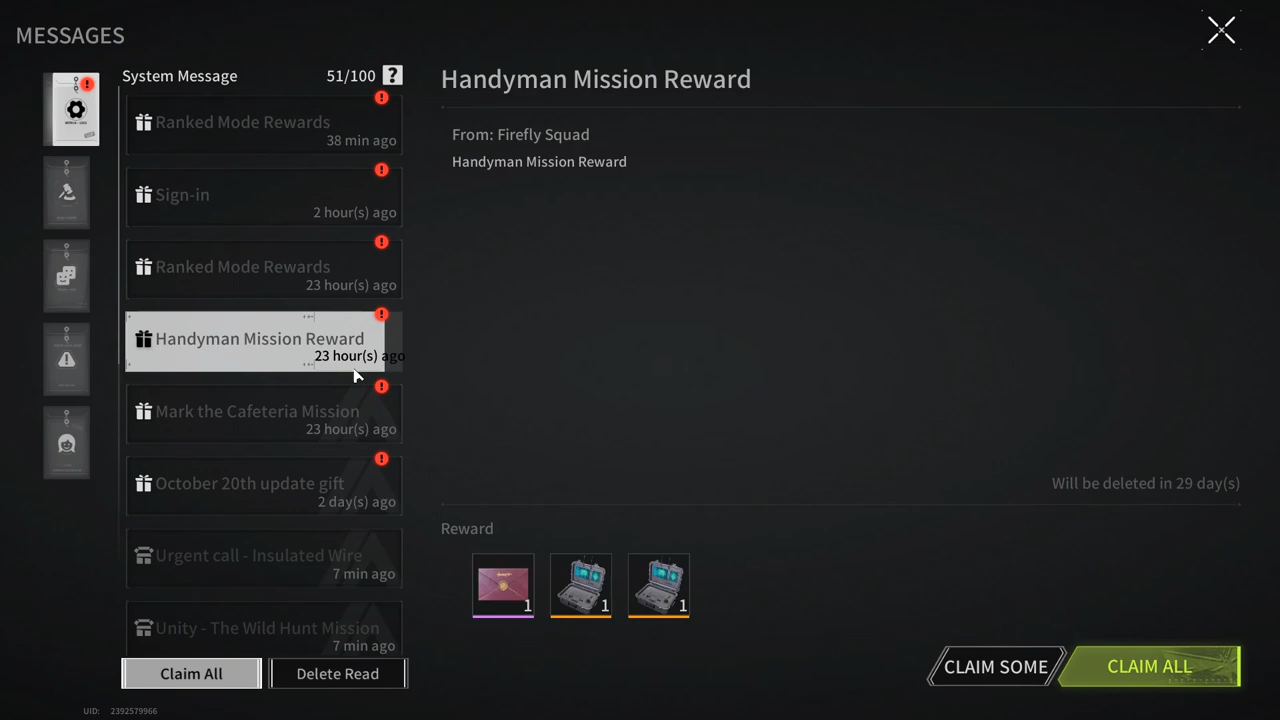 MESSAGES
System Message 51/100 ?
Ranked Mode Rewards
38 min ago
Sign-in
2 hour(s) ago
Ranked Mode Rewards
23 hour(s) ago
Handyman Mission Reward
23 hour(s) ago
Mark the Cafeteria Mission
23 hour(s) ago
October 20th update gift
2 day(s) ago
Urgent call - Insulated Wire
7 min ago
Unity - The Wild Hunt Mission
7 min ago
Claim All
Delete Read
UID: 2392579966
Handyman Mission Reward
From: Firefly Squad
Handyman Mission Reward
Will be deleted in 29 day(s)
Reward
1
1
1
CLAIM SOME
CLAIM ALL